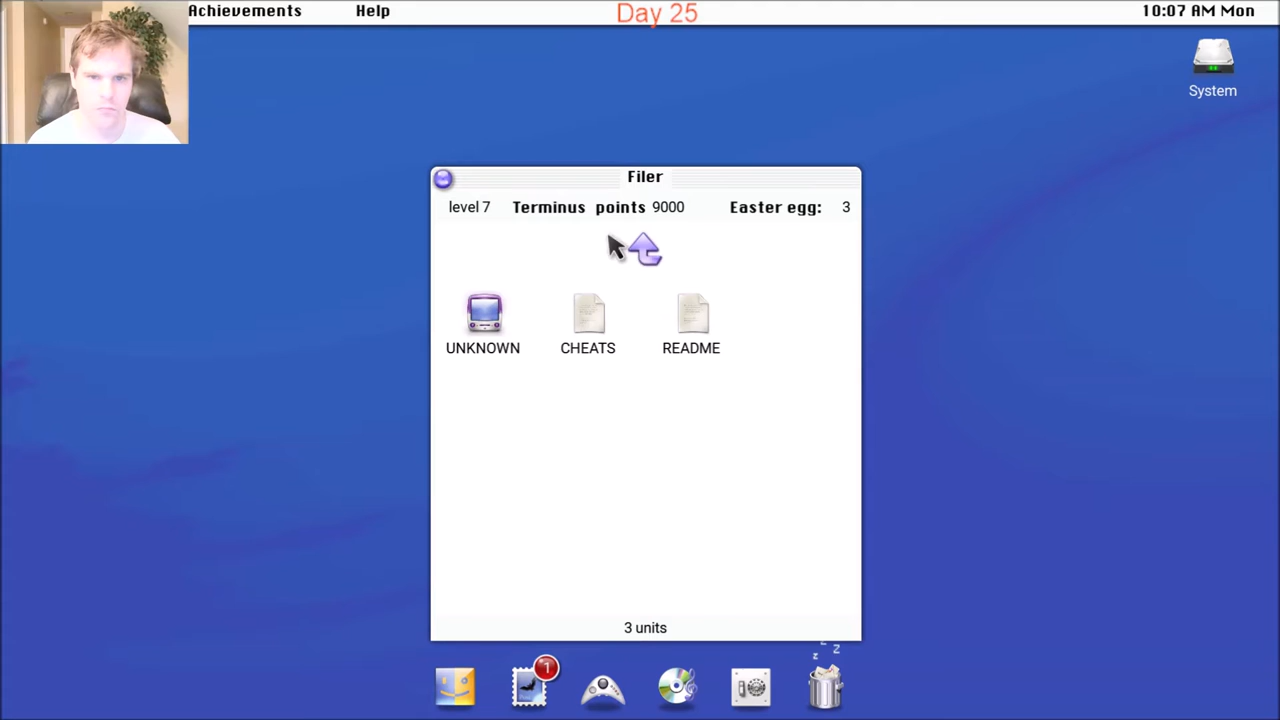 Achievements
Help
Day 25
10:07 AM Mon
System
Filer
level 7
Terminus points 9000
Easter egg: 3
UNKNOWN
CHEATS
README
3 units
1
z z z